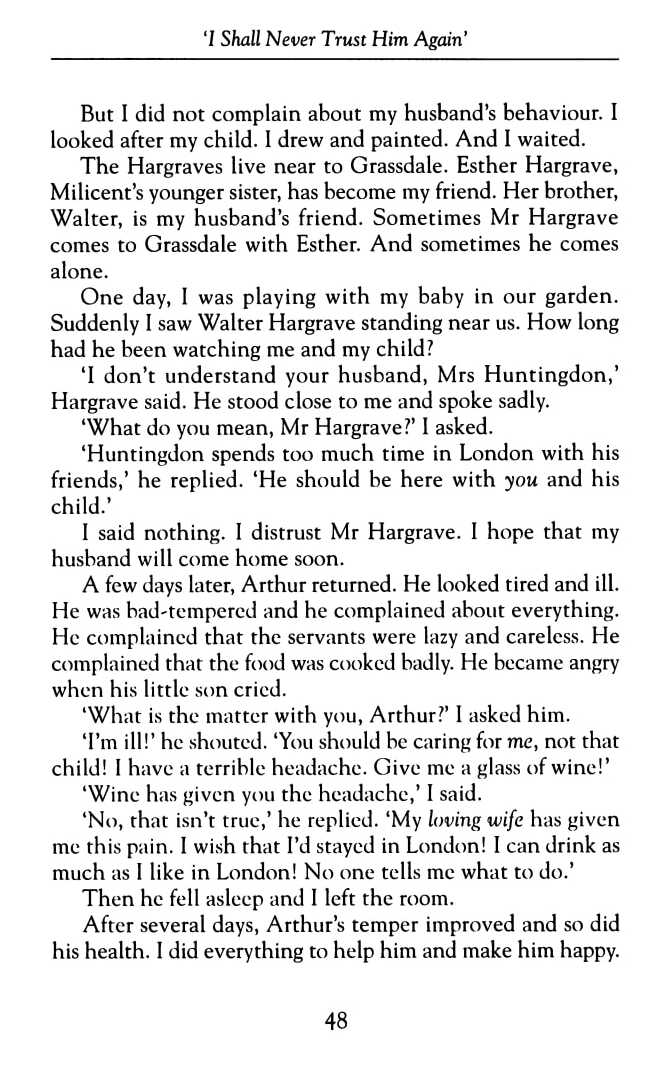 ‘I Shall Never Trust Him Again’
But I did not complain about my husband’s behaviour. I
looked after my child. I drew and painted. And I waited.
The Hargraves live near to Grassdale. Esther Hargrave,
Milicent’s younger sister, has become my friend. Her brother,
Walter, is my husband’s friend. Sometimes Mr Hargrave
comes to Grassdale with Esther. And sometimes he comes
alone.
One day, I was playing with my baby in our garden.
Suddenly I saw Walter Hargrave standing near us. How long
had he been watching me and my child?
‘I don’t understand your husband, Mrs Huntingdon,’
Hargrave said. He stood close to me and spoke sadly.
‘What do you mean, Mr Hargrave?’ I asked.
‘Huntingdon spends too much time in London with his
friends,’ he replied. ‘He should be here with you and his
child.’
I said nothing. I distrust Mr Hargrave. I hope that my
husband will come home soon.
A few days later, Arthur returned. He looked tired and ill.
He was bad-tempered and he complained about everything.
He complained that the servants were lazy and careless. He
complained that the food was cooked badly. He became angry
when his little son cried.
‘What is the matter with you, Arthur?’ I asked him.
‘I’m ill!’ he shouted. ‘You should be caring for me, not that
child! I have a terrible headache. Give me a glass of wine!’
‘Wine has given you the headache,’ I said.
‘No, that isn’t true,’ he replied. ‘My loving wife has given
me this pain. I wish that I’d stayed in London! I can drink as
much as I like in London! No one tells me what to do.’
Then he fell asleep and I left the room.
After several days, Arthur’s temper improved and so did
his health. I did everything to help him and make him happy.
48